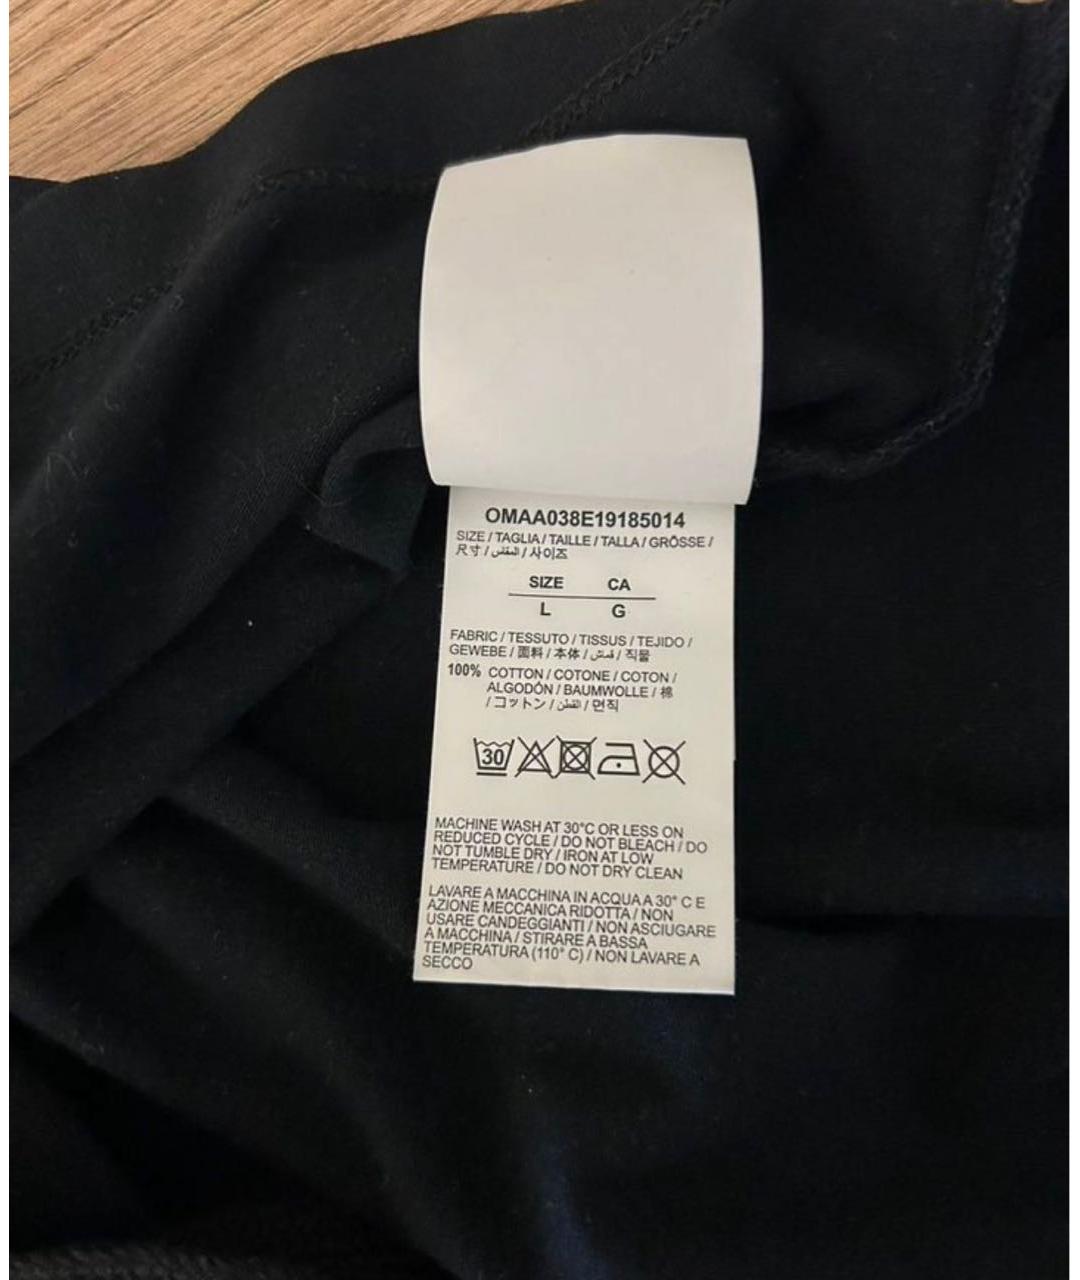 OMAA038E19185014
SIZE / TAGLIA / TAILLE / TALLA / GRÖSSE /
尺寸 / المقاس / 사이즈
SIZE CA
L G
FABRIC / TESSUTO / TISSUS / TEJIDO /
GEWEBE / 面料 / 本体 / قماش / 직물
100% COTTON / COTONE / COTON /
ALGODÓN / BAUMWOLLE / 棉
/ コットン / القطن / 면직
30
MACHINE WASH AT 30°C OR LESS ON
REDUCED CYCLE / DO NOT BLEACH / DO
NOT TUMBLE DRY / IRON AT LOW
TEMPERATURE / DO NOT DRY CLEAN
LAVARE A MACCHINA IN ACQUA A 30° C E
AZIONE MECCANICA RIDOTTA / NON
USARE CANDEGGIANTI / NON ASCIUGARE
A MACCHINA / STIRARE A BASSA
TEMPERATURA (110° C) / NON LAVARE A
SECCO